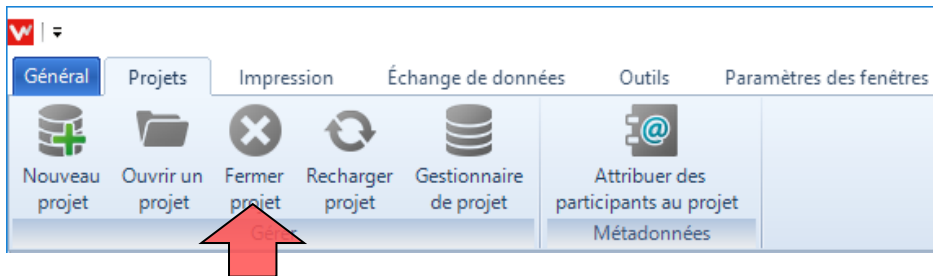 Général Projets Impression Échange de données Outils Paramètres des fenêtres
Nouveau Ouvrir un Fermer Recharger Gestionnaire Attribuer des
projet projet projet projet de projet participants au projet
Gérer Métadonnées